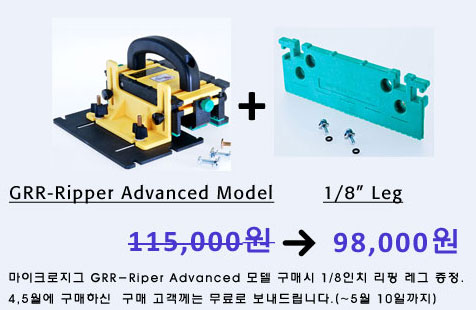 GRR-Ripper Advanced Model 1/8” Leg
115,000원 → 98,000원
마이크로지그 GRR-Riper Advanced 모델 구매시 1/8인치 리핑 레그 증정.
4,5월에 구매하신 구매 고객께는 무료로 보내드립니다.(~5월 10일까지)